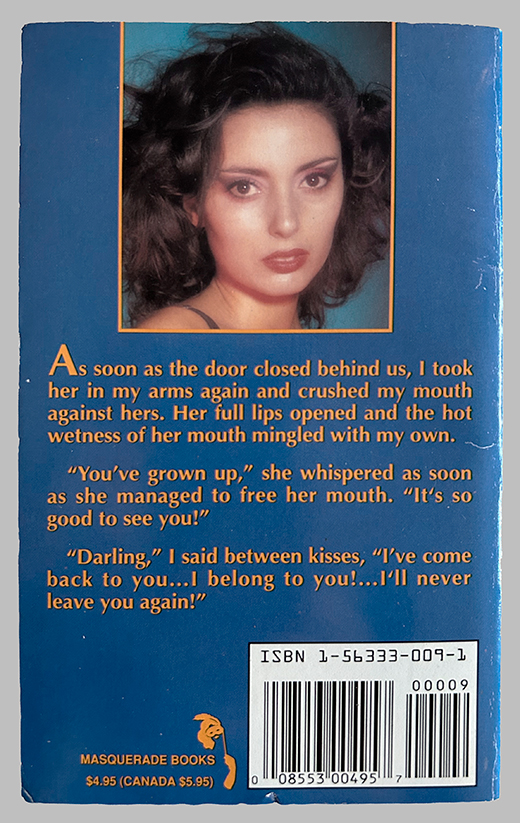 As soon as the door closed behind us, I took
her in my arms again and crushed my mouth
against hers. Her full lips opened and the hot
wetness of her mouth mingled with my own.
“You’ve grown up,” she whispered as soon
as she managed to free her mouth. “It‘s so
good to see you!”
“Darling,” I said between kisses, “I’ve come
back to you...I belong to you!...I‘ll never
leave you again!”
ISBN 1-56333-009-1
00009
0 08553 00495 7
MASQUERADE BOOKS
$4.95 (CANADA $5.95)